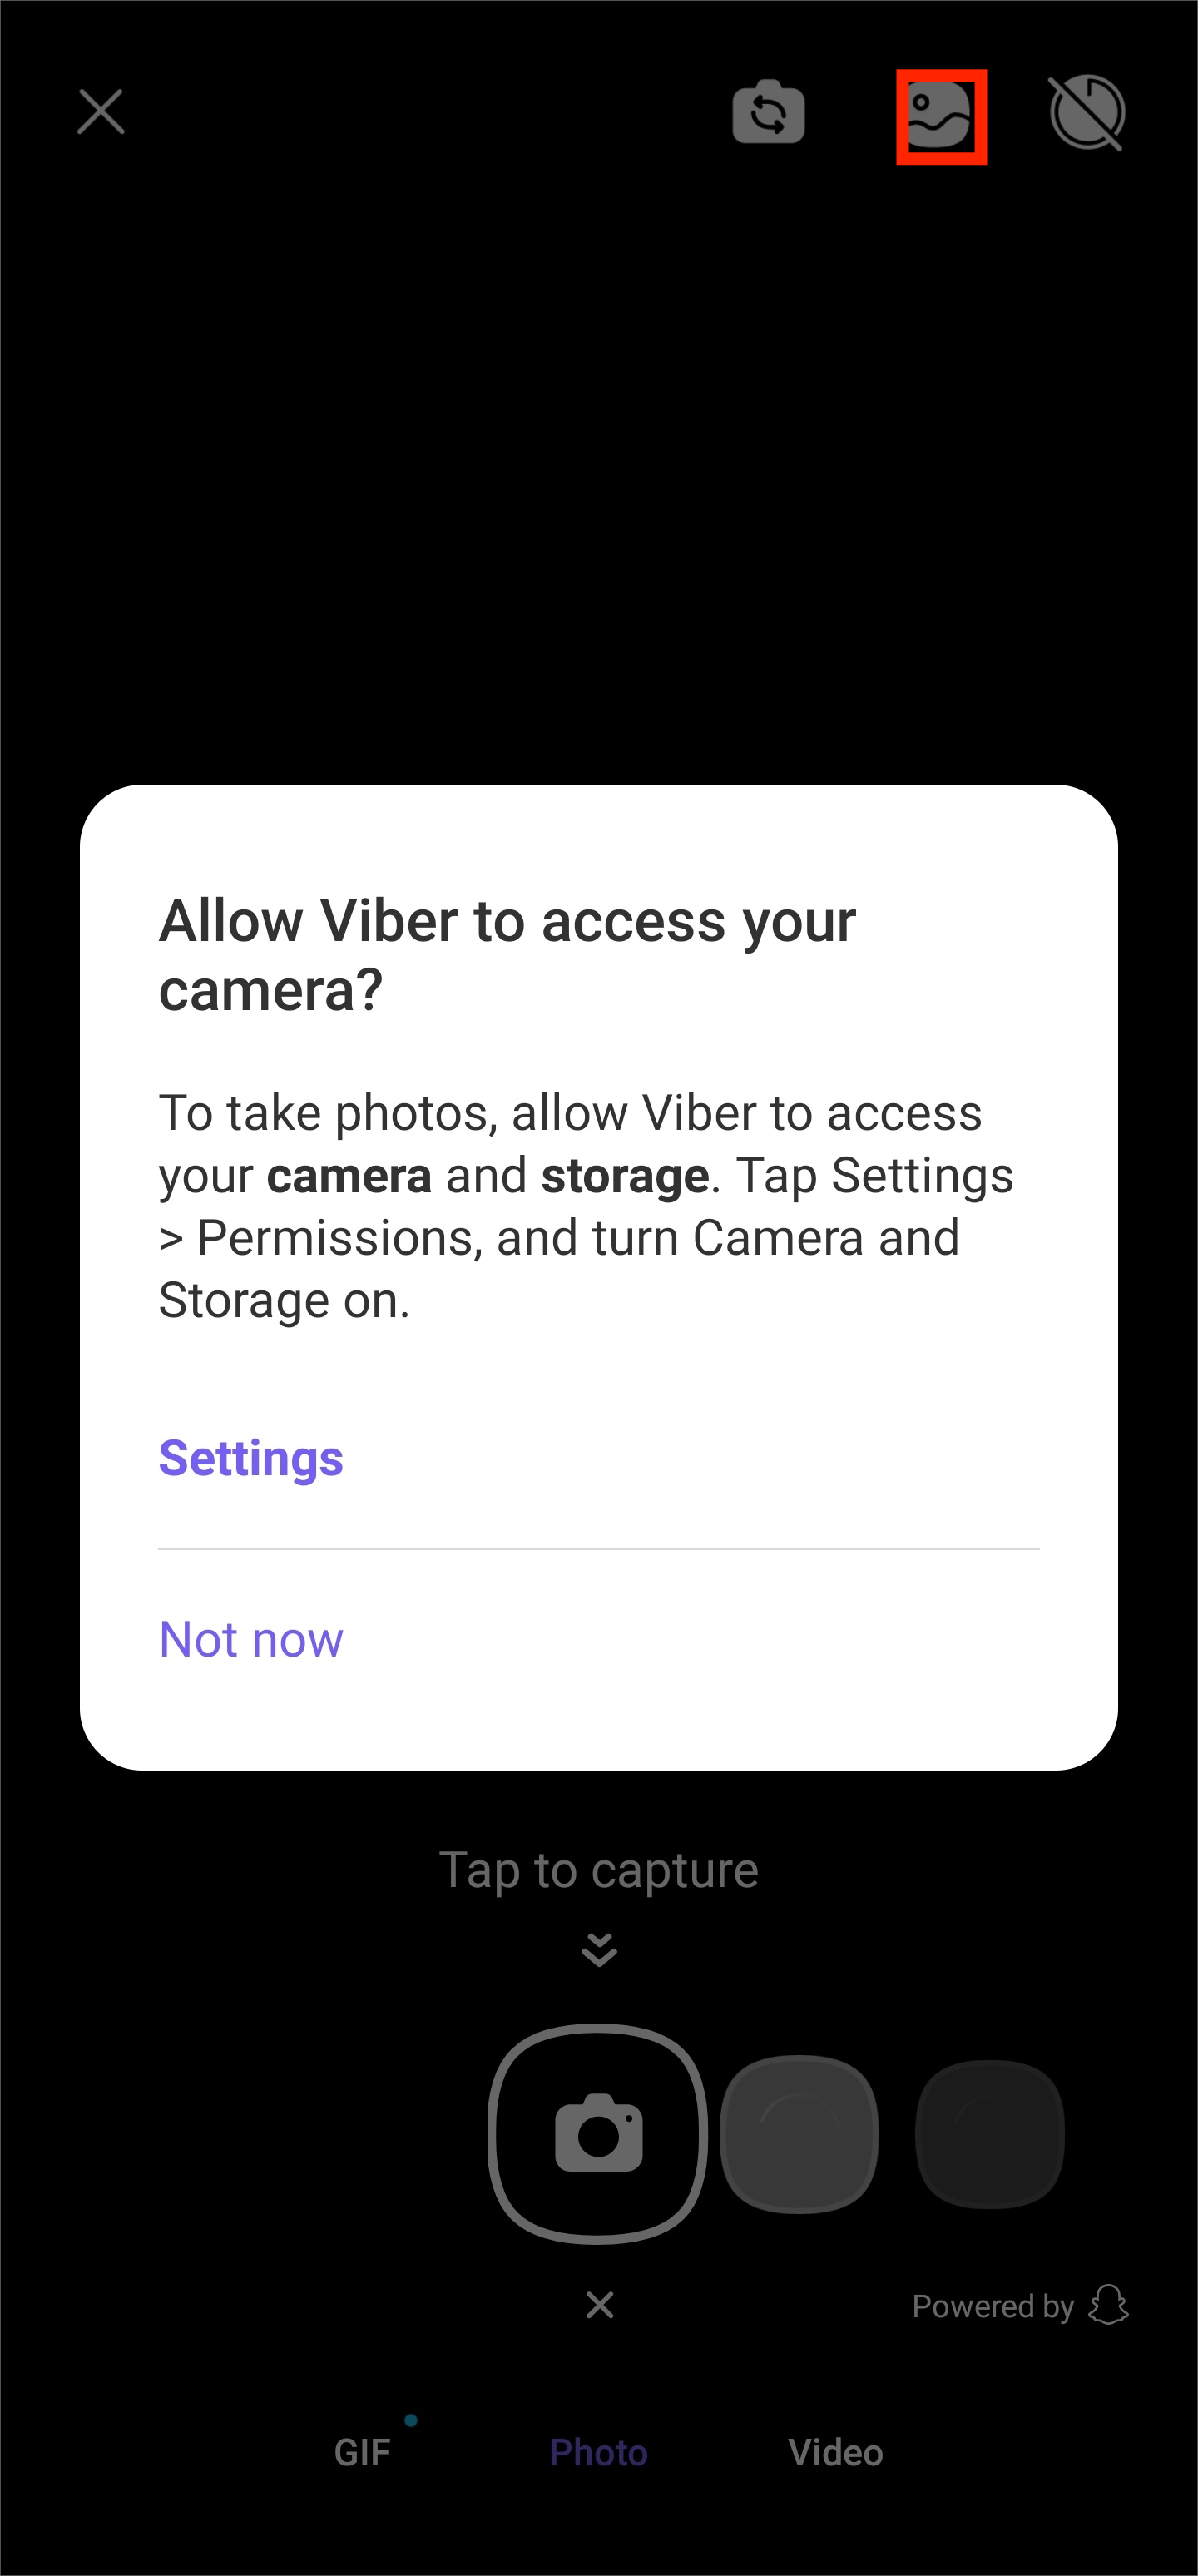 Allow Viber to access your
camera?
To take photos, allow Viber to access
your camera and storage. Tap Settings
> Permissions, and turn Camera and
Storage on.
Settings
Not now
Tap to capture
Powered by
GIF
Photo
Video